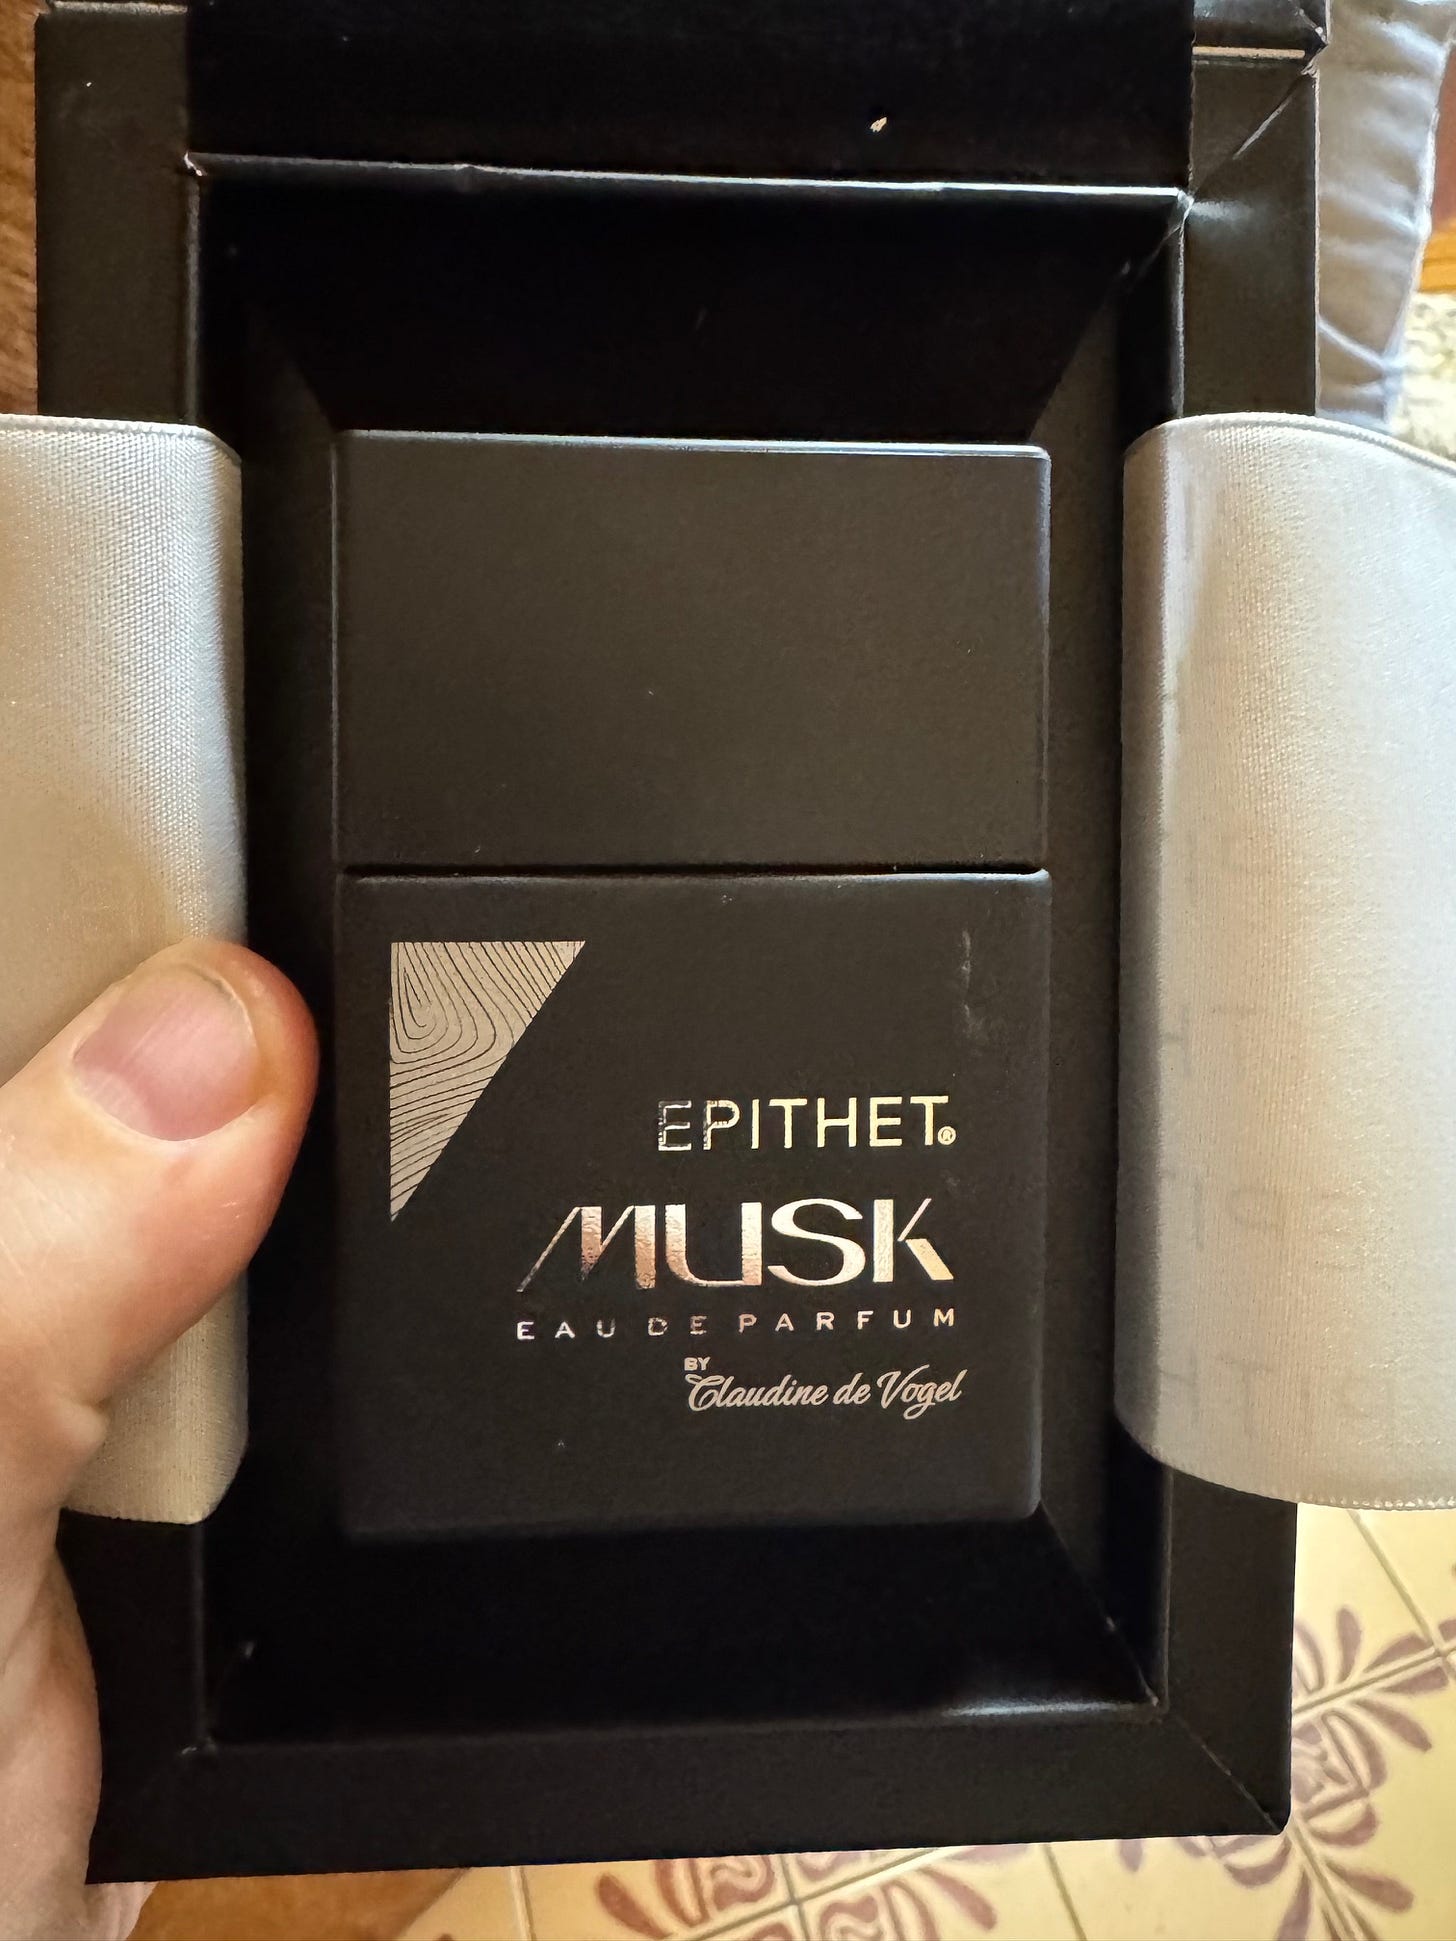 EPITHET®
MUSK
EAU DE PARFUM
BY
Claudine de Vogel